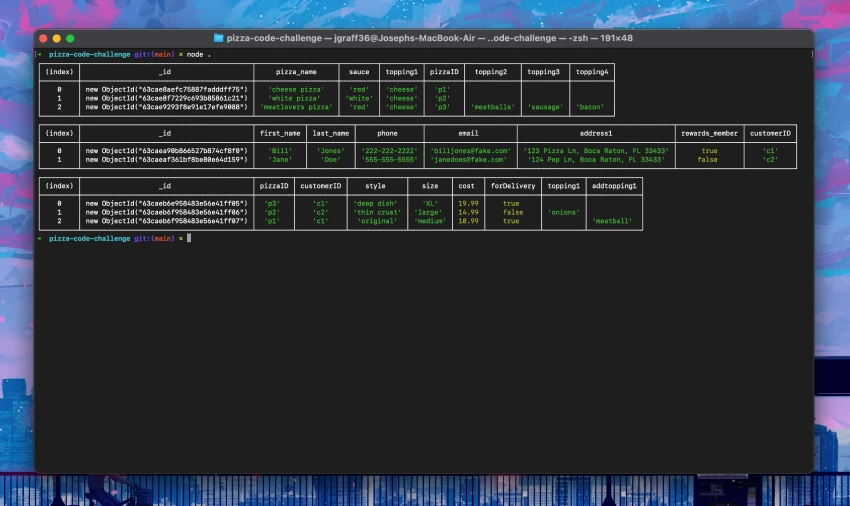 pizza-code-challenge — jgraff36@Josephs-MacBook-Air — ..ode-challenge — -zsh — 191×48
pizza-code-challenge git:(main) × node .
(index) _id pizza_name sauce topping1 pizzaID topping2 topping3 topping4
0 new ObjectId("63cae8aefc75887fadddff75") 'cheese pizza' 'red' 'cheese' 'p1'
1 new ObjectId("63cae8f7229c693b85861c21") 'white pizza' 'white' 'cheese' 'p2'
2 new ObjectId("63cae9293f8e91e17efe9088") 'meatlovers pizza' 'red' 'cheese' 'p3' 'meatballs' 'sausage' 'bacon'
(index) _id first_name last_name phone email address1 rewards_member customerID
0 new ObjectId("63caea90b866527b874cf8f0") 'Bill' 'Jones' '222-222-2222' 'billjones@fake.com' '123 Pizza Ln, Boca Raton, FL 33433' true 'c1'
1 new ObjectId("63caeaf361bf8be80e64d159") 'Jane' 'Doe' '555-555-5555' 'janedoes@fake.com' '124 Pep Ln, Boca Raton, FL 33433' false 'c2'
(index) _id pizzaID customerID style size cost forDelivery topping1 addtopping1
0 new ObjectId("63caeb6e958483e56e41ff05") 'p3' 'c1' 'deep dish' 'XL' 19.99 true
1 new ObjectId("63caeb6f958483e56e41ff06") 'p2' 'c2' 'thin crust' 'large' 14.99 false 'onions'
2 new ObjectId("63caeb6f958483e56e41ff07") 'p1' 'c1' 'original' 'medium' 10.99 true 'meatball'
pizza-code-challenge git:(main) ×